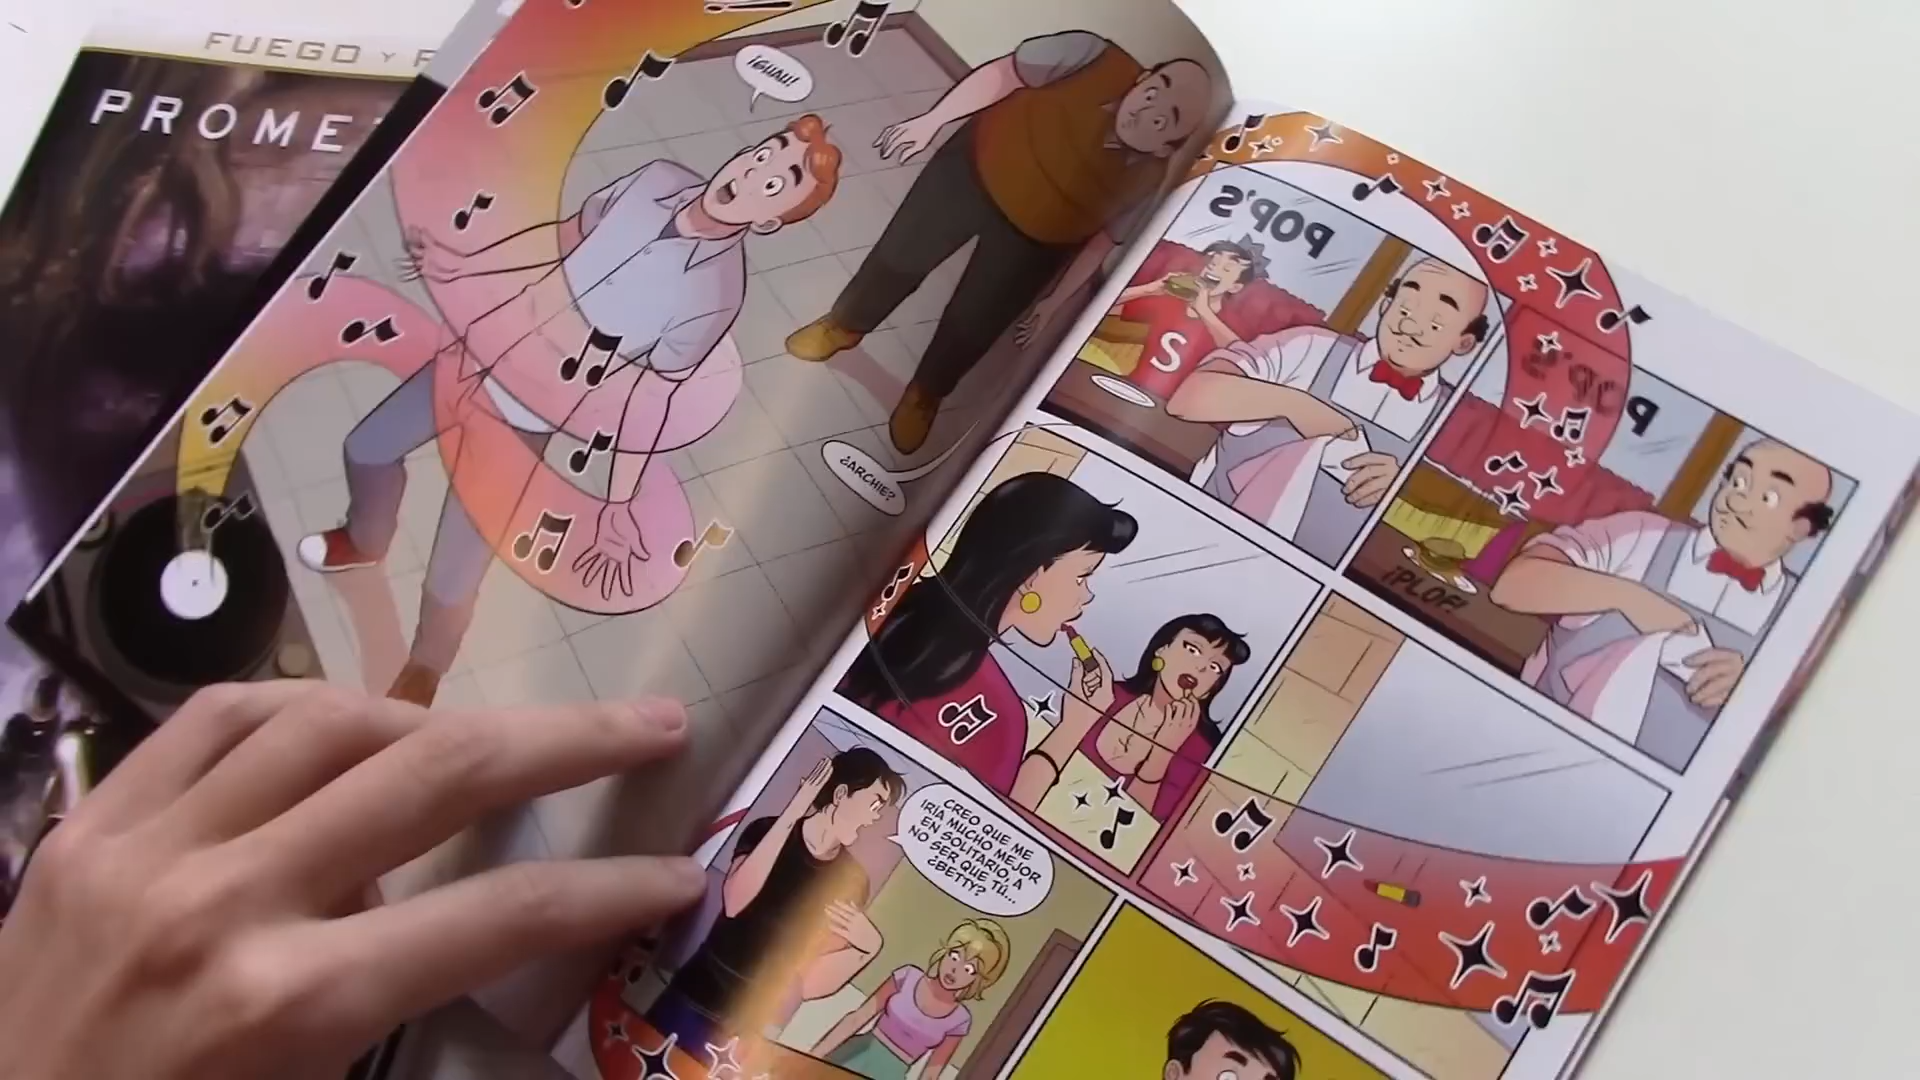 FUEGO Y
PROME
¡GUAU!
¿ARCHIE?
POP'S
S
P
¡PLOF!
CREO QUE ME
IRÍA MUCHO MEJOR
EN SOLITARIO, A
NO SER QUE TÚ...
¿BETTY?